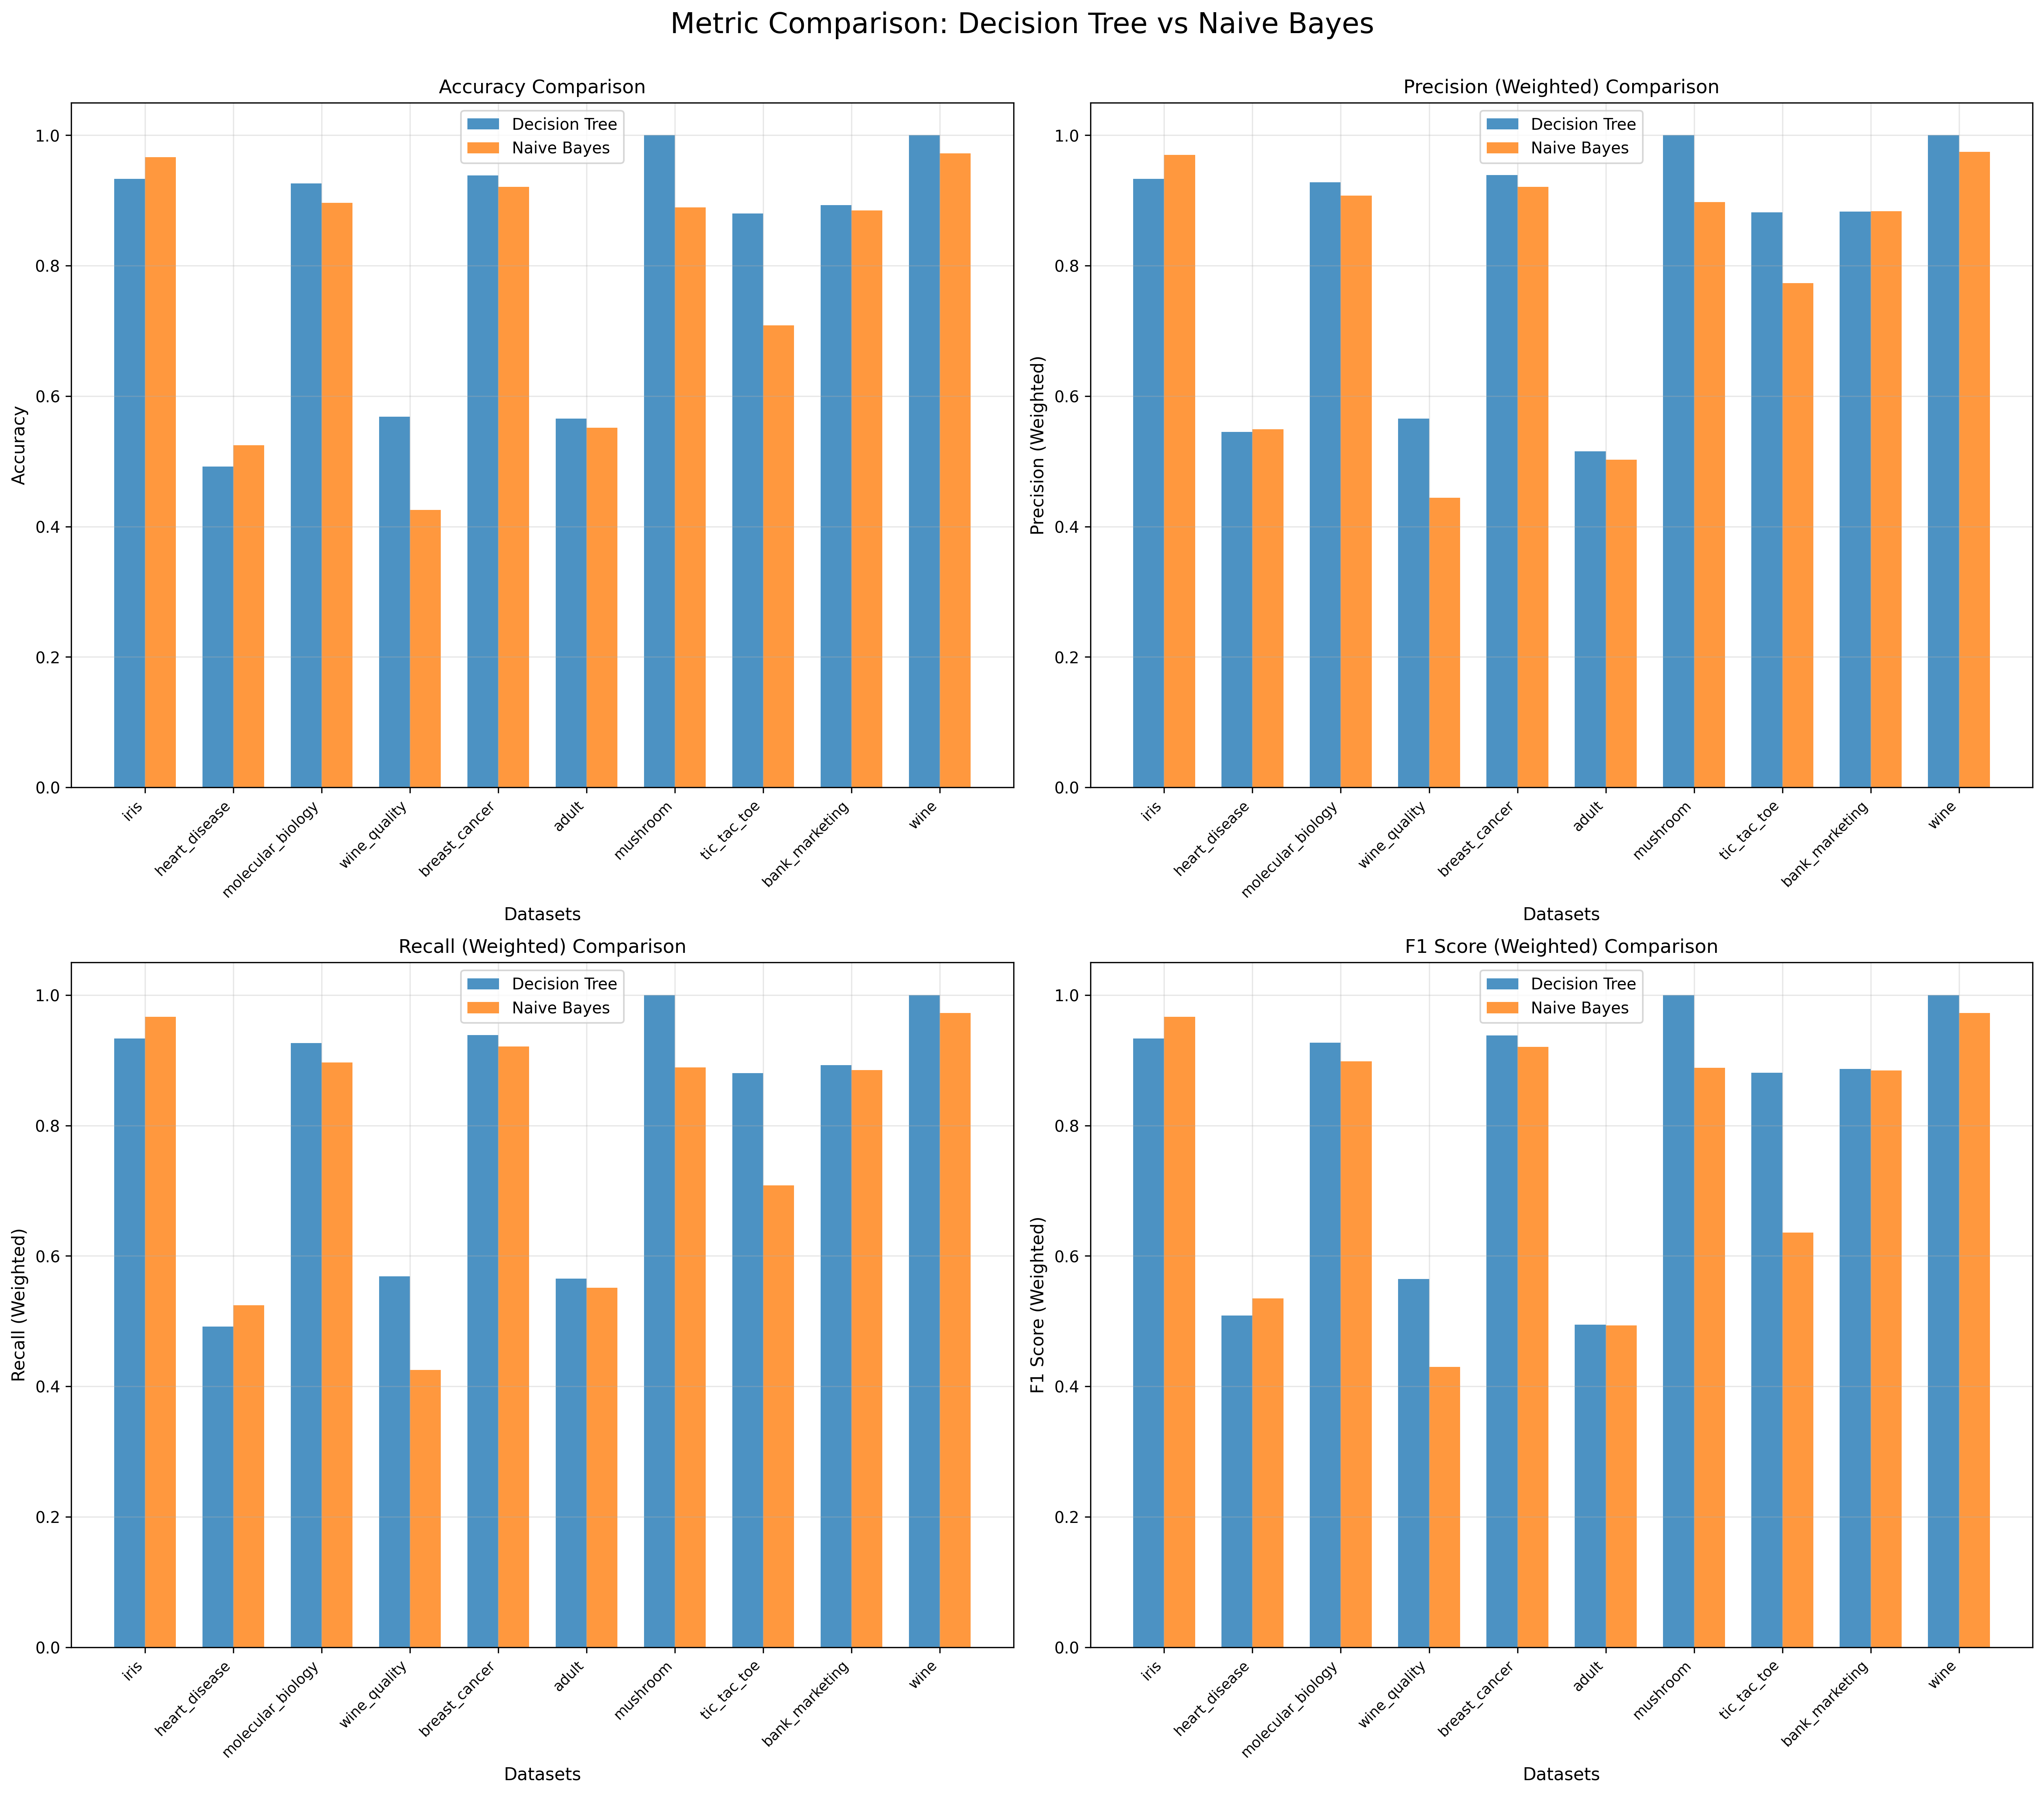 Metric Comparison: Decision Tree vs Naive Bayes
Accuracy Comparison
Decision Tree
Naive Bayes
1.0
0.8
0.6
0.4
0.2
0.0
Accuracy
iris
heart_disease
molecular_biology
wine_quality
breast_cancer
adult
mushroom
tic_tac_toe
bank_marketing
wine
Datasets
Precision (Weighted) Comparison
Decision Tree
Naive Bayes
1.0
0.8
0.6
0.4
0.2
0.0
Precision (Weighted)
iris
heart_disease
molecular_biology
wine_quality
breast_cancer
adult
mushroom
tic_tac_toe
bank_marketing
wine
Datasets
Recall (Weighted) Comparison
Decision Tree
Naive Bayes
1.0
0.8
0.6
0.4
0.2
0.0
Recall (Weighted)
iris
heart_disease
molecular_biology
wine_quality
breast_cancer
adult
mushroom
tic_tac_toe
bank_marketing
wine
Datasets
F1 Score (Weighted) Comparison
Decision Tree
Naive Bayes
1.0
0.8
0.6
0.4
0.2
0.0
F1 Score (Weighted)
iris
heart_disease
molecular_biology
wine_quality
breast_cancer
adult
mushroom
tic_tac_toe
bank_marketing
wine
Datasets